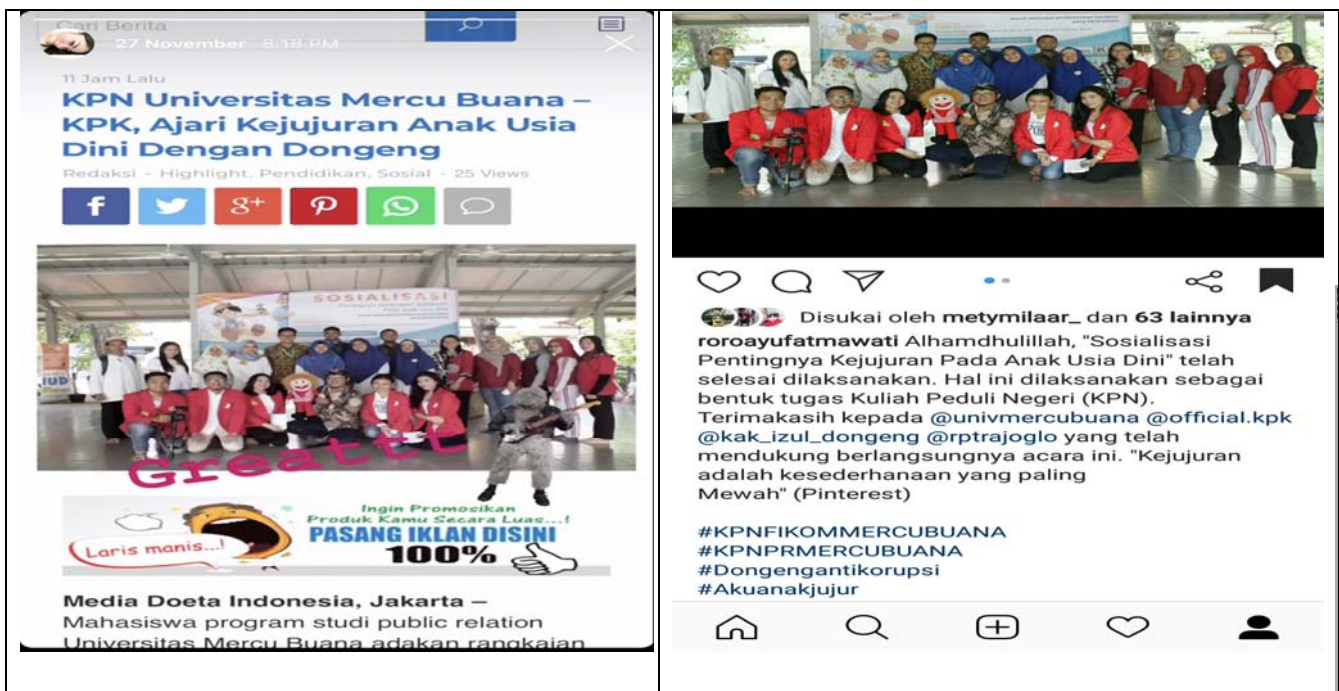 Cari Berita
27 November 8:18 PM
11 Jam Lalu
KPN Universitas Mercu Buana –
KPK, Ajari Kejujuran Anak Usia
Dini Dengan Dongeng
Redaksi - Highlight, Pendidikan, Sosial - 25 Views
SOSIALISASI
IUD
Greattt
Ingin Promosikan
Produk Kamu Secara Luas...!
PASANG IKLAN DISINI
100%
Laris manis...!
Media Doeta Indonesia, Jakarta –
Mahasiswa program studi public relation
Universitas Mercu Buana adakan rangkaian
Disukai oleh metymilaar_ dan 63 lainnya
roroayufatmawati Alhamdhulillah, "Sosialisasi
Pentingnya Kejujuran Pada Anak Usia Dini" telah
selesai dilaksanakan. Hal ini dilaksanakan sebagai
bentuk tugas Kuliah Peduli Negeri (KPN).
Terimakasih kepada @univmercubuana @official.kpk
@kak_izul_dongeng @rptrajoglo yang telah
mendukung berlangsungnya acara ini. "Kejujuran
adalah kesederhanaan yang paling
Mewah" (Pinterest)
#KPNFIKOMMERCUBUANA
#KPNPRMERCUBUANA
#Dongengantikorupsi
#Akuanakjujur